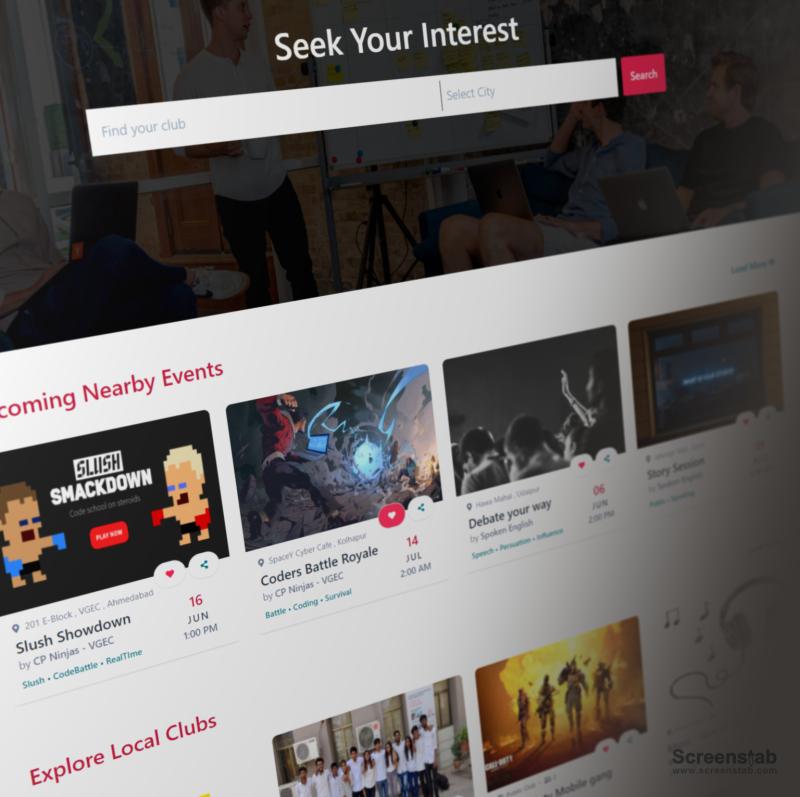 Seek Your Interest
Find your club
Select City
Search
Load More
coming Nearby Events
SLUSH
SMACKDOWN
Code school on steroids
PLAY NOW
201 E-Block , VGEC , Ahmedabad
Slush Showdown
by CP Ninjas - VGEC
Slush • CodeBattle • RealTime
16
JUN
1:00 PM
SpaceY Cyber Cafe , Kolhapur
Coders Battle Royale
by CP Ninjas - VGEC
Battle • Coding • Survival
14
JUL
2:00 AM
Hawa Mahal , Udaipur
Debate your way
by Spoken English
Speech • Persuation • Influence
06
JUN
2:00 PM
Story Session
by Spoken English
Public • Speaking
Explore Local Clubs
CALL OF DUTY
Mobile gang
Screenstab
www.screenstab.com